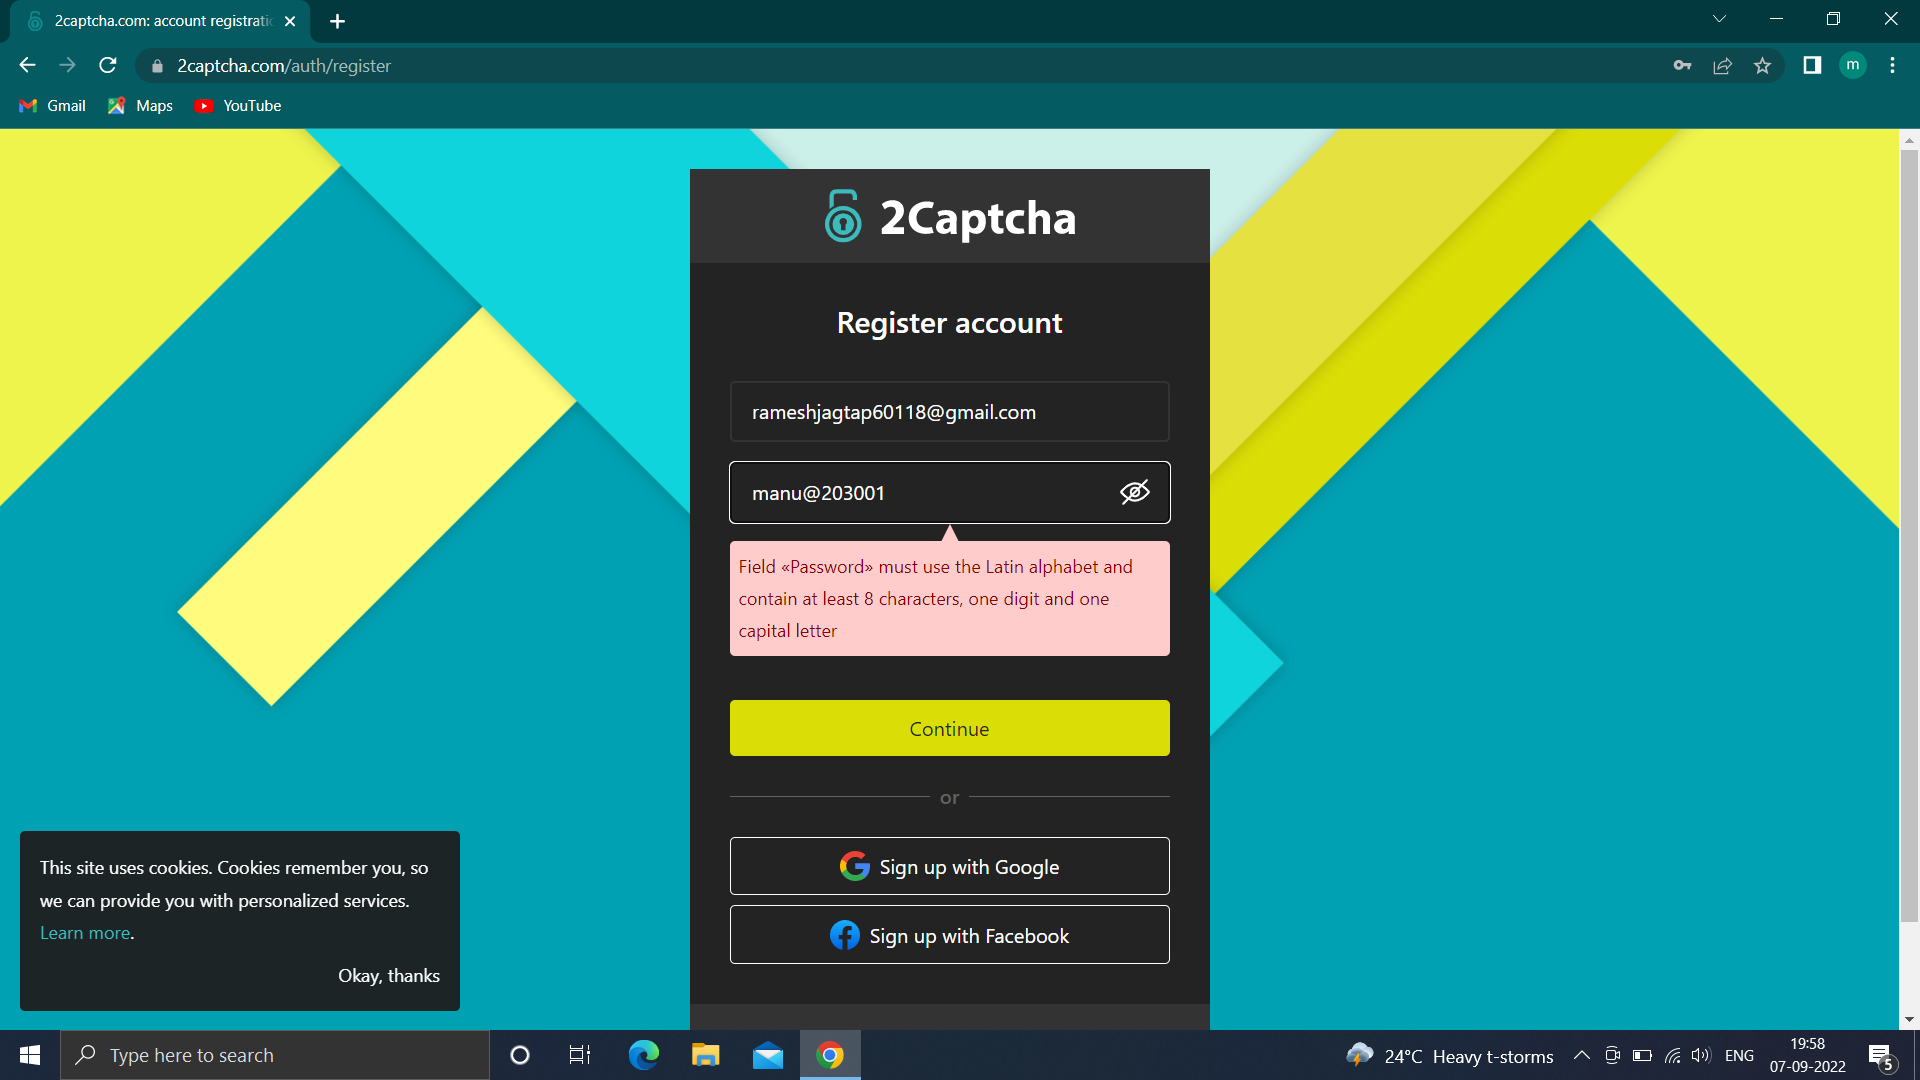 2captcha.com: account registratio
2captcha.com/auth/register
m
Gmail
Maps
YouTube
2Captcha
Register account
rameshjagtap60118@gmail.com
manu@203001
Field «Password» must use the Latin alphabet and
contain at least 8 characters, one digit and one
capital letter
Continue
or
Sign up with Google
Sign up with Facebook
This site uses cookies. Cookies remember you, so
we can provide you with personalized services.
Learn more.
Okay, thanks
Type here to search
24°C Heavy t-storms
ENG
19:58
07-09-2022
5